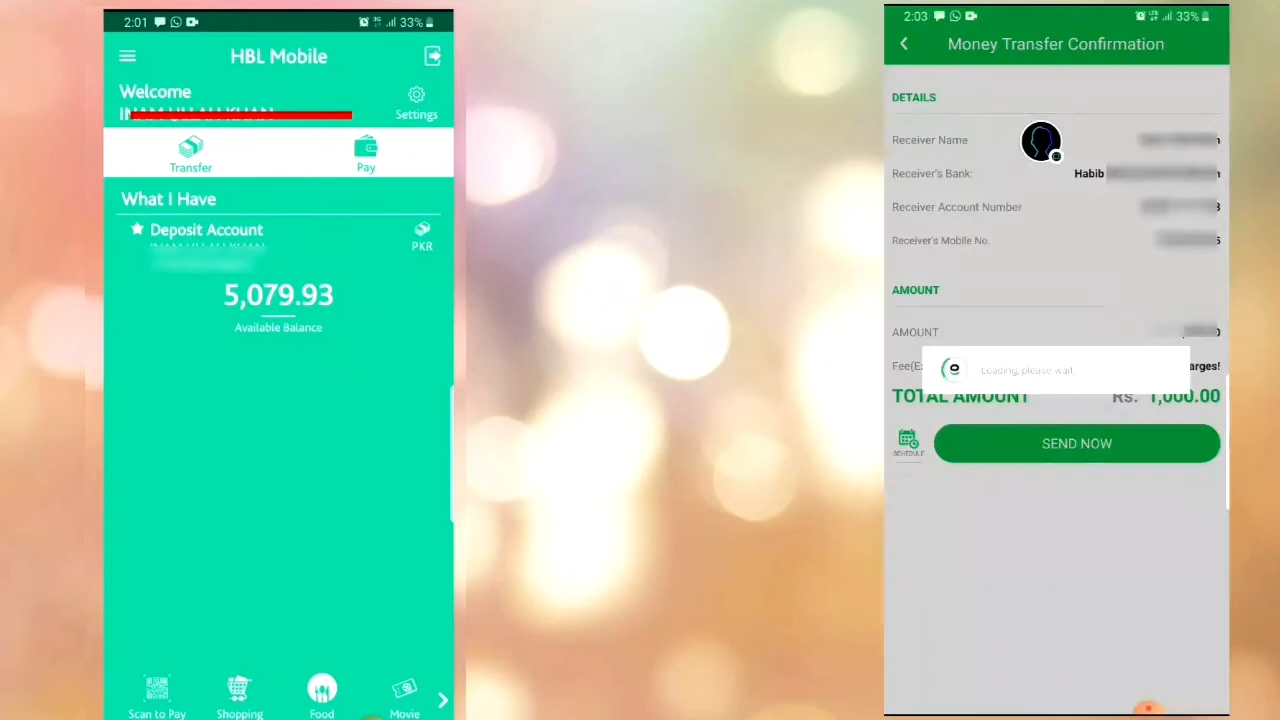 2:01
33%
HBL Mobile
Welcome
Settings
Transfer
Pay
What I Have
Deposit Account
PKR
5,079.93
Available Balance
Scan to Pay
Shopping
Food
Movie
2:03
33%
Money Transfer Confirmation
DETAILS
Receiver Name
Receiver's Bank:
Habib
Receiver Account Number
Receiver's Mobile No.
AMOUNT
AMOUNT
Loading, please wait
TOTAL AMOUNT
Rs. 1,000.00
SCHEDULE
SEND NOW